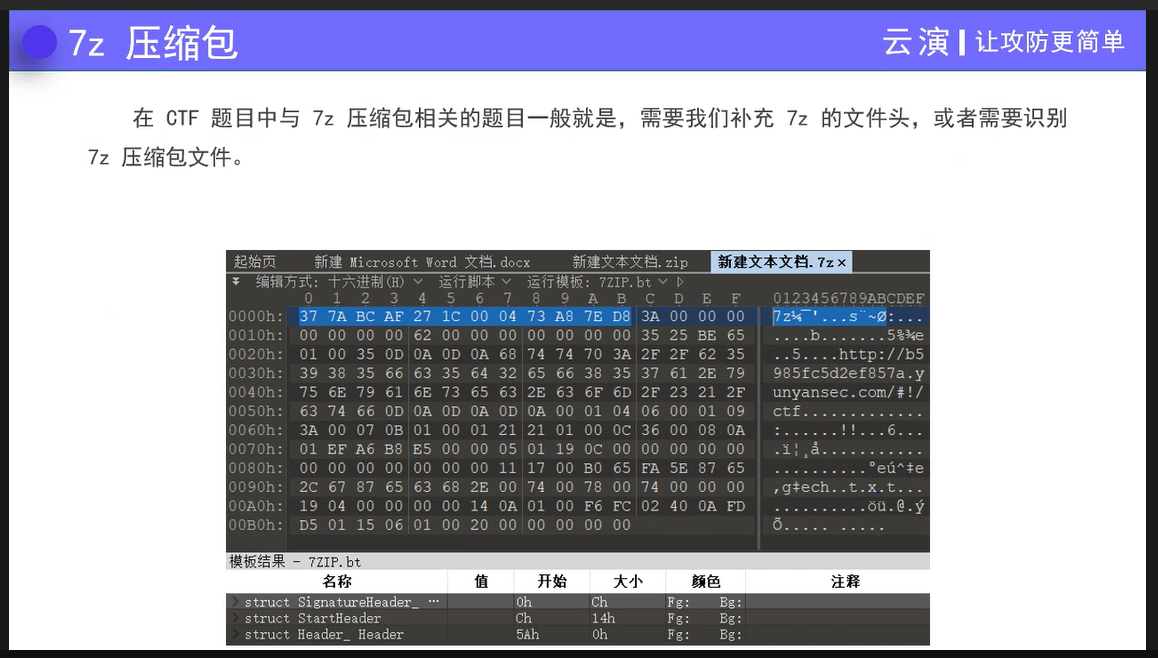 7z 压缩包
云演 | 让攻防更简单
在 CTF 题目中与 7z 压缩包相关的题目一般就是，需要我们补充 7z 的文件头，或者需要识别
7z 压缩包文件。
起始页 新建 Microsoft Word 文档.docx 新建文本文档.zip 新建文本文档.7z ×
编辑方式: 十六进制(H) 运行脚本 运行模板: 7ZIP.bt
0 1 2 3 4 5 6 7 8 9 A B C D E F 0123456789ABCDEF
0000h: 37 7A BC AF 27 1C 00 04 73 A8 7E D8 3A 00 00 00 7z¼¯'...s¨~Ø:...
0010h: 00 00 00 00 62 00 00 00 00 00 00 00 35 25 BE 65 ....b.......5%¾e
0020h: 01 00 35 0D 0A 0D 0A 68 74 74 70 3A 2F 2F 62 35 ..5....http://b5
0030h: 39 38 35 66 63 35 64 32 65 66 38 35 37 61 2E 79 985fc5d2ef857a.y
0040h: 75 6E 79 61 6E 73 65 63 2E 63 6F 6D 2F 23 21 2F unyansec.com/#!/
0050h: 63 74 66 0D 0A 0D 0A 0D 0A 00 01 04 06 00 01 09 ctf.............
0060h: 3A 00 07 0B 01 00 01 21 21 01 00 0C 36 00 08 0A :......!!...6...
0070h: 01 EF A6 B8 E5 00 00 05 01 19 0C 00 00 00 00 00 .ï¦¸å...........
0080h: 00 00 00 00 00 00 00 11 17 00 B0 65 FA 5E 87 65 ..........°eú^‡e
0090h: 2C 67 87 65 63 68 2E 00 74 00 78 00 74 00 00 00 ,g‡ech..t.x.t...
00A0h: 19 04 00 00 00 00 14 0A 01 00 F6 FC 02 40 0A FD ..........öü.@.ý
00B0h: D5 01 15 06 01 00 20 00 00 00 00 00 Õ..... .....
模板结果 - 7ZIP.bt
名称 值 开始 大小 颜色 注释
struct SignatureHeader_ ··· 0h Ch Fg: Bg:
struct StartHeader Ch 14h Fg: Bg:
struct Header_ Header 5Ah 0h Fg: Bg: